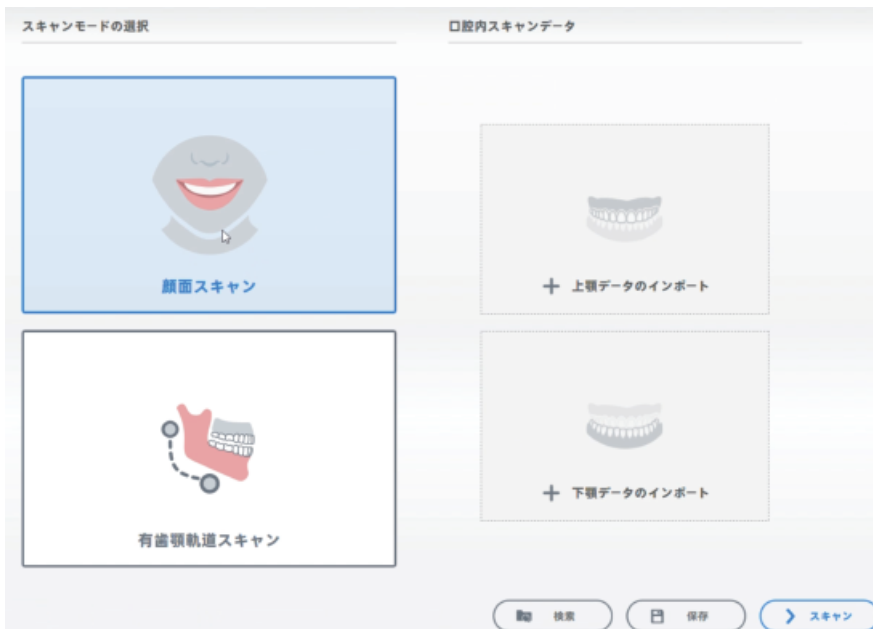 スキャンモードの選択
口腔内スキャンデータ
顔面スキャン
有歯顎軌道スキャン
上顎データのインポート
下顎データのインポート
検索
保存
スキャン